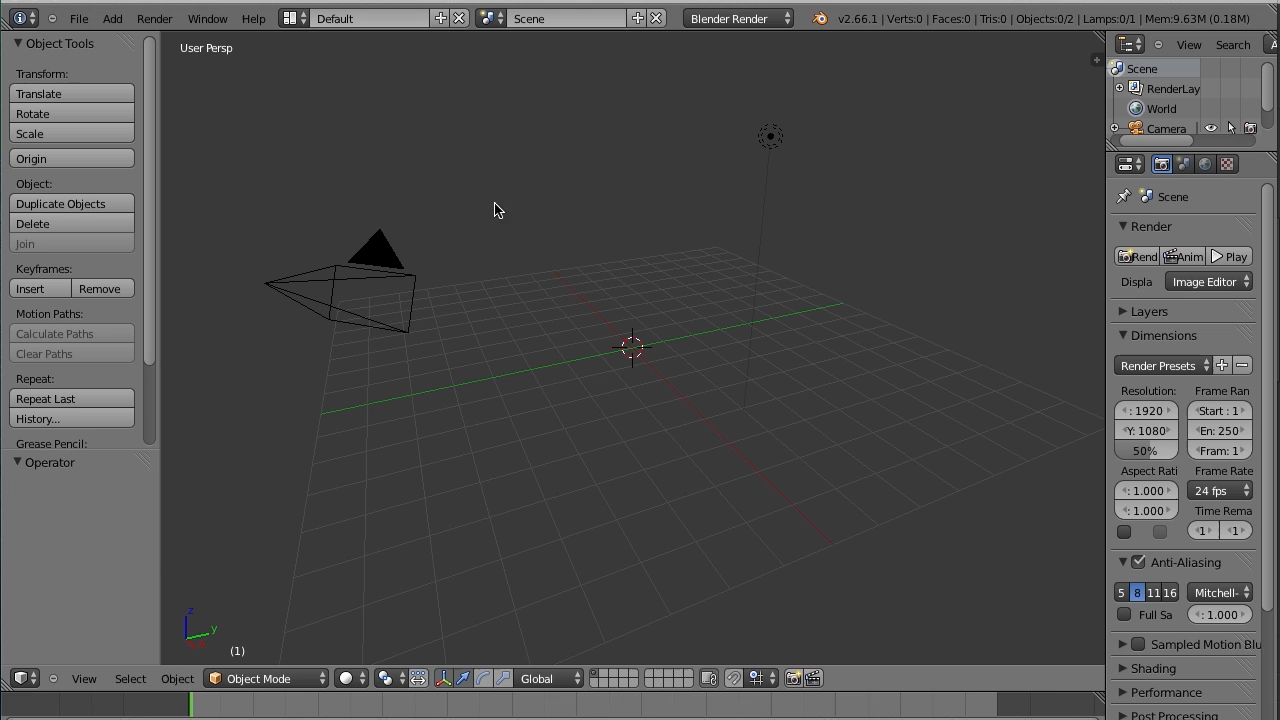 File Add Render Window Help Default Scene Blender Render v2.66.1 | Verts:0 | Faces:0 | Tris:0 | Objects:0/2 | Lamps:0/1 | Mem:9.63M (0.18M)
Object Tools
Transform:
Translate
Rotate
Scale
Origin
Object:
Duplicate Objects
Delete
Join
Keyframes:
Insert Remove
Motion Paths:
Calculate Paths
Clear Paths
Repeat:
Repeat Last
History...
Grease Pencil:
Operator
User Persp
z
y
(1)
View Select Object Object Mode Global
View Search
Scene
RenderLay
World
Camera
Scene
Render
Rend Anim Play
Displa Image Editor
Layers
Dimensions
Render Presets
Resolution: Frame Ran
: 1920 Start : 1
Y: 1080 En: 250
50% Fram: 1
Aspect Rati Frame Rate
: 1.000 24 fps
: 1.000 Time Rema
1 1
Anti-Aliasing
5 8 11 16 Mitchell-
Full Sa : 1.000
Sampled Motion Blu
Shading
Performance
Post Processing